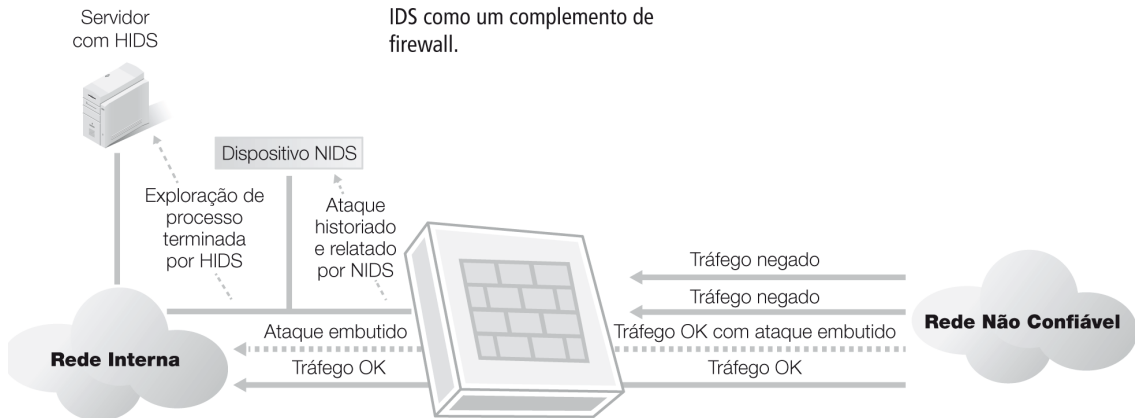 Servidor
com HIDS
IDS como um complemento de
firewall.
Dispositivo NIDS
Exploração de
processo
terminada
por HIDS
Ataque
historiado
e relatado
por NIDS
Tráfego negado
Tráfego negado
Rede Não Confiável
Ataque embutido
Tráfego OK com ataque embutido
Rede Interna
Tráfego OK
Tráfego OK